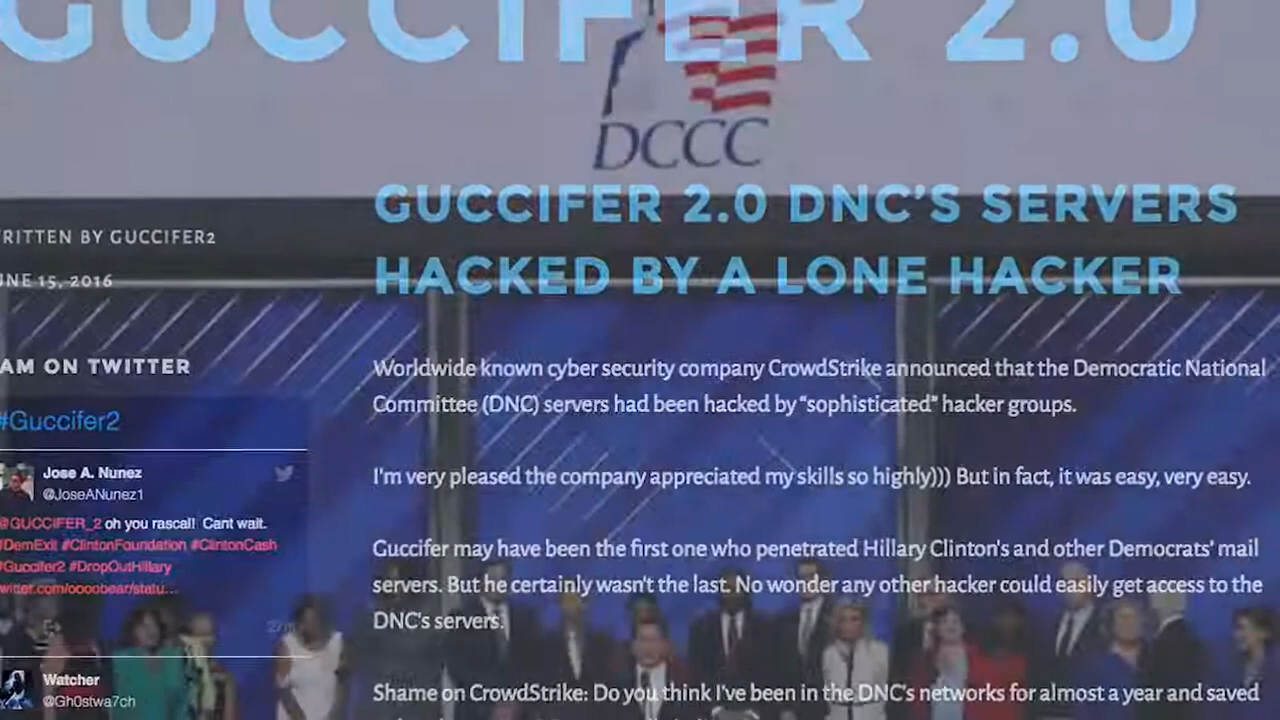 GUCCIFER 2.0
DCCC
GUCCIFER 2.0 DNC'S SERVERS
HACKED BY A LONE HACKER
RITTEN BY GUCCIFER2
UNE 15, 2016
AM ON TWITTER
#Guccifer2
Jose A. Nunez
@JoseANunez1
@GUCCIFER_2 oh you rascal! Cant wait.
#DemExit #ClintonFoundation #ClintonCash
#Guccifer2 #DropOutHillary
twitter.com/oooobear/statu...
Watcher
@Gh0stwa7ch
Worldwide known cyber security company CrowdStrike announced that the Democratic National
Committee (DNC) servers had been hacked by "sophisticated" hacker groups.
I'm very pleased the company appreciated my skills so highly))) But in fact, it was easy, very easy.
Guccifer may have been the first one who penetrated Hillary Clinton's and other Democrats' mail
servers. But he certainly wasn't the last. No wonder any other hacker could easily get access to the
DNC's servers.
Shame on CrowdStrike: Do you think I've been in the DNC's networks for almost a year and saved